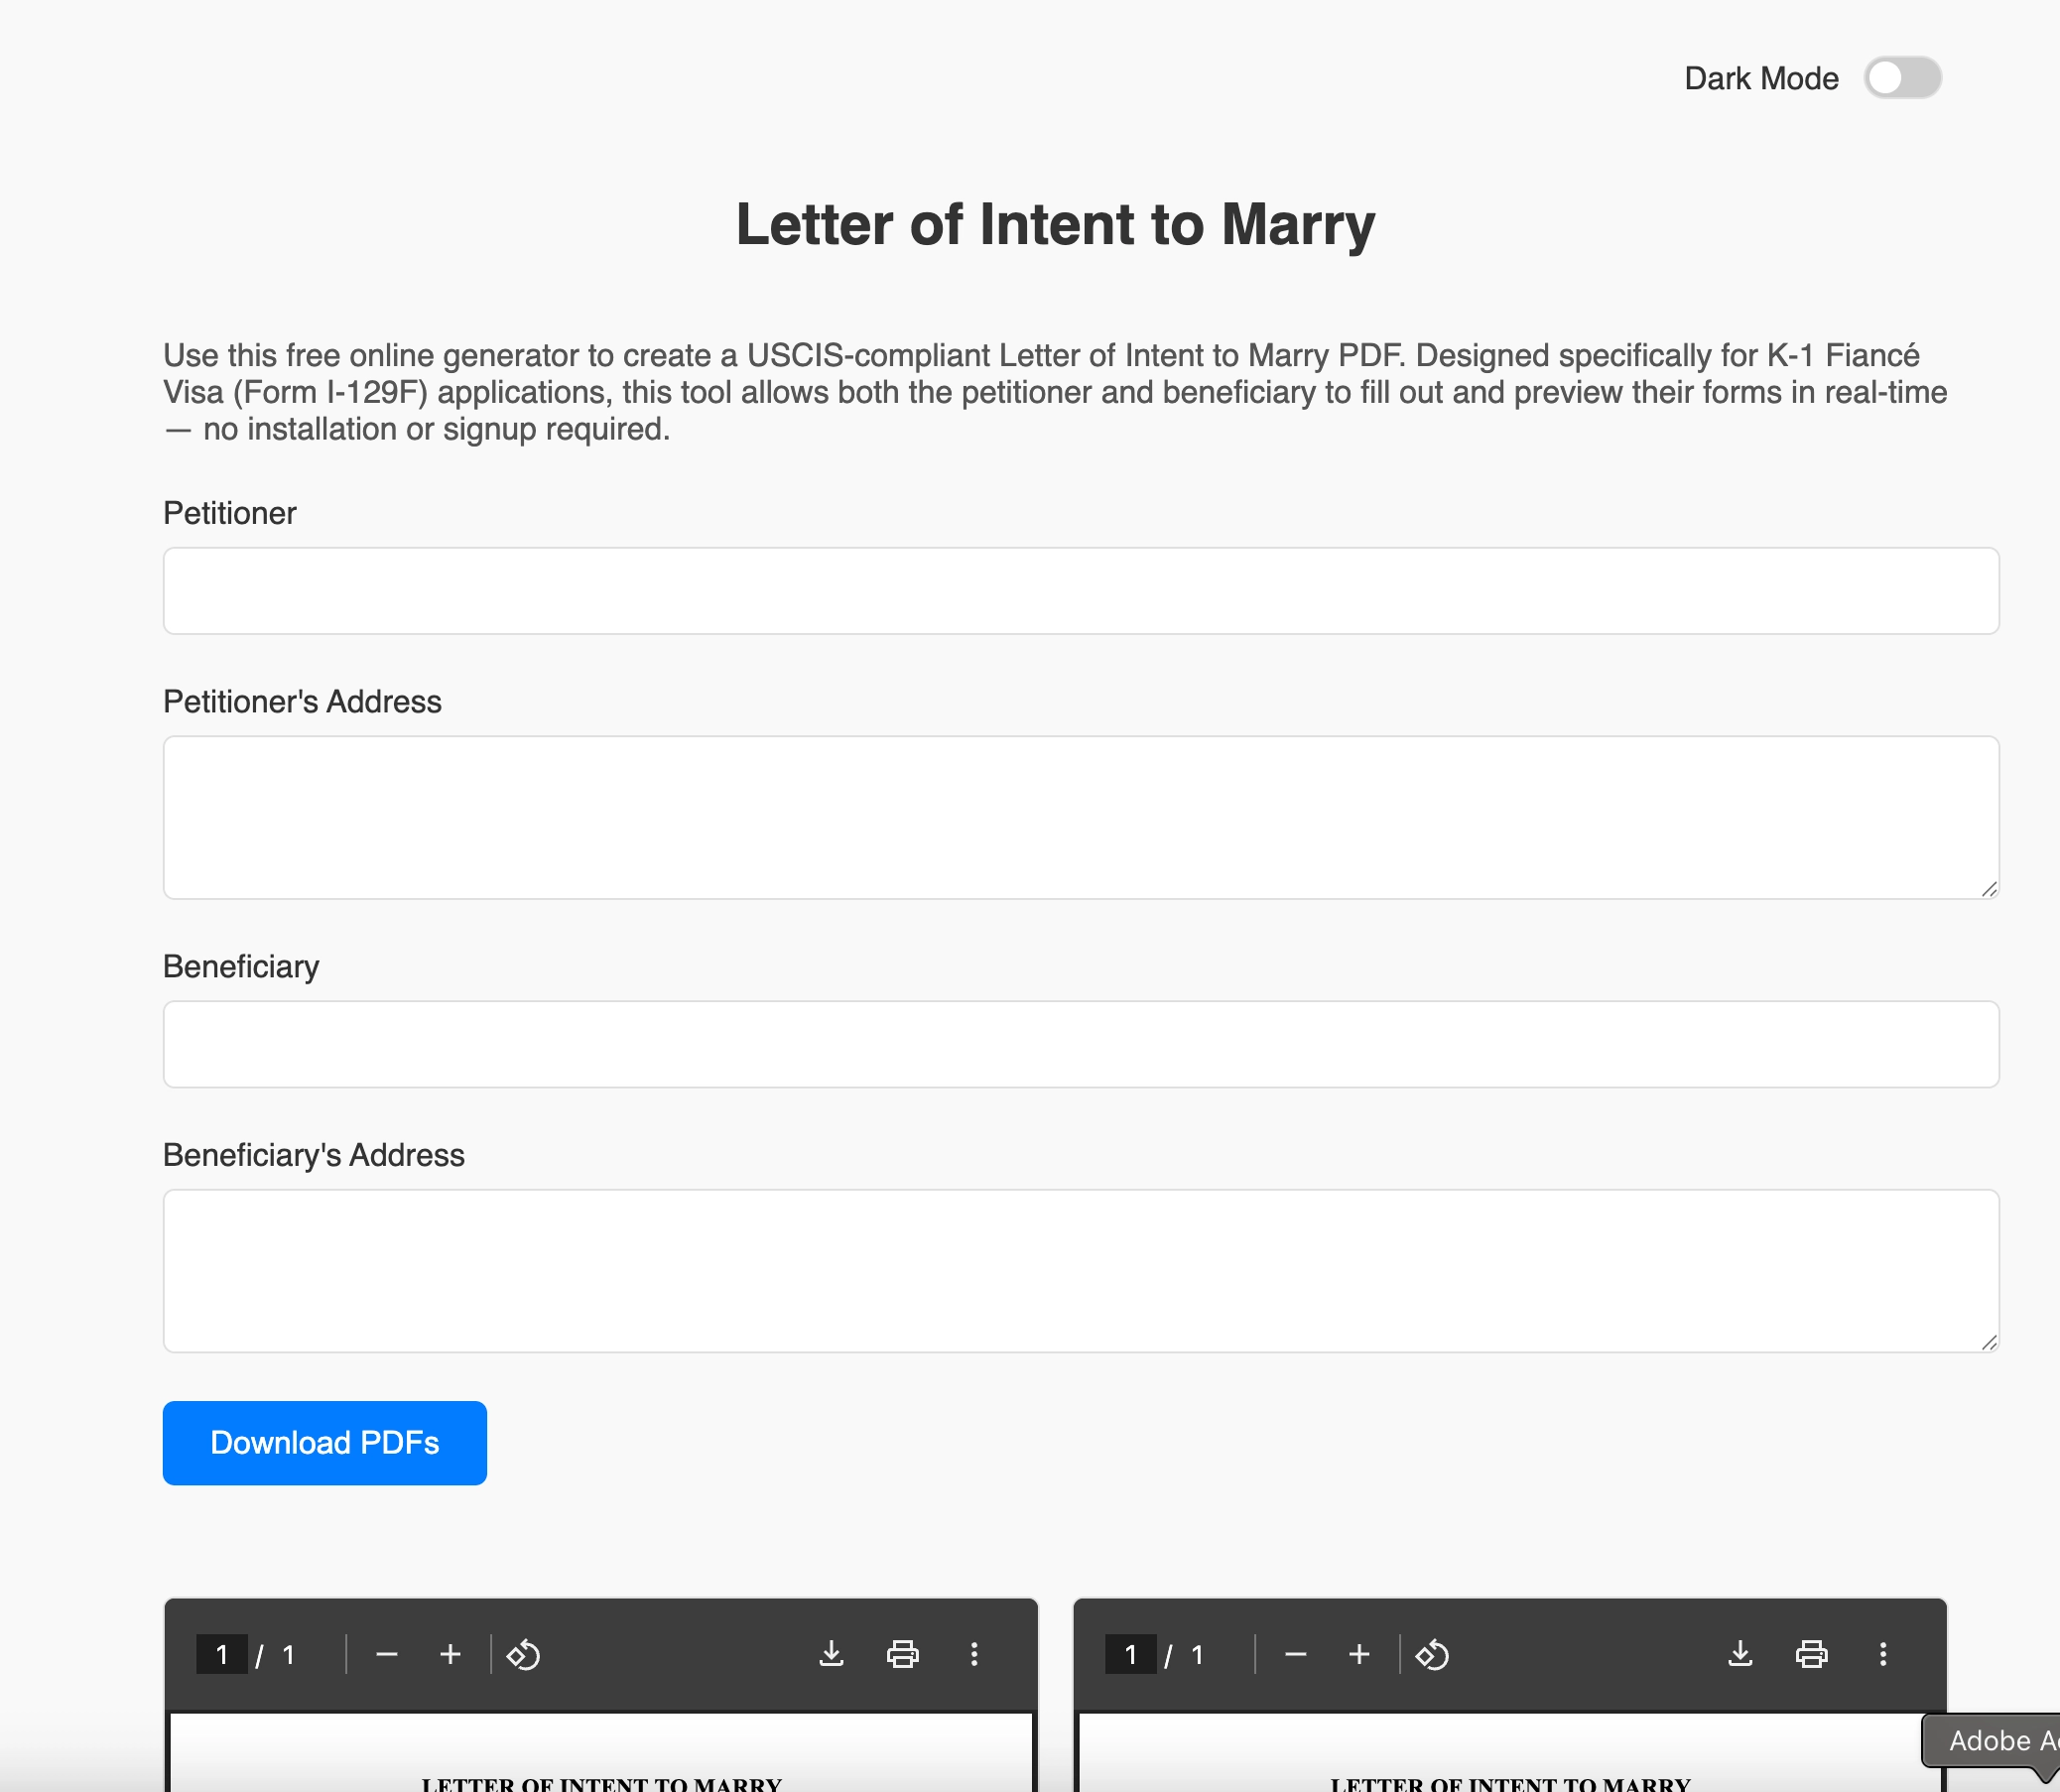 Dark Mode
Letter of Intent to Marry
Use this free online generator to create a USCIS-compliant Letter of Intent to Marry PDF. Designed specifically for K-1 Fiancé
Visa (Form I-129F) applications, this tool allows both the petitioner and beneficiary to fill out and preview their forms in real-time
— no installation or signup required.
Petitioner
Petitioner's Address
Beneficiary
Beneficiary's Address
Download PDFs
1 / 1
1 / 1
Adobe
LETTER OF INTENT TO MARRY
LETTER OF INTENT TO MARRY